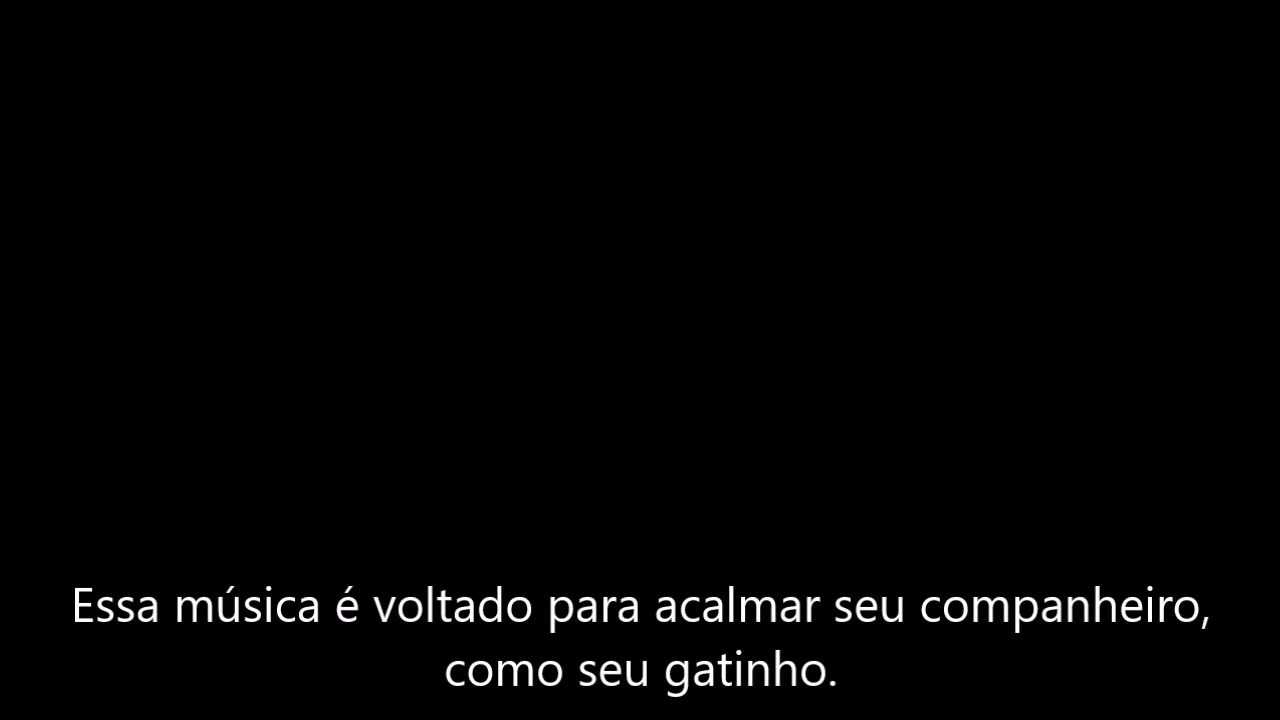 Essa música é voltado para acalmar seu companheiro,
como seu gatinho.